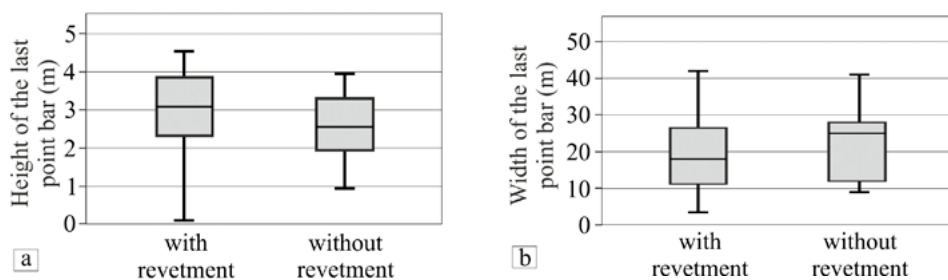 Height of the last
point bar (m)
5
4
3
2
1
0
with
revetment
without
revetment
a
Width of the last
point bar (m)
50
40
30
20
10
0
with
revetment
without
revetment
b